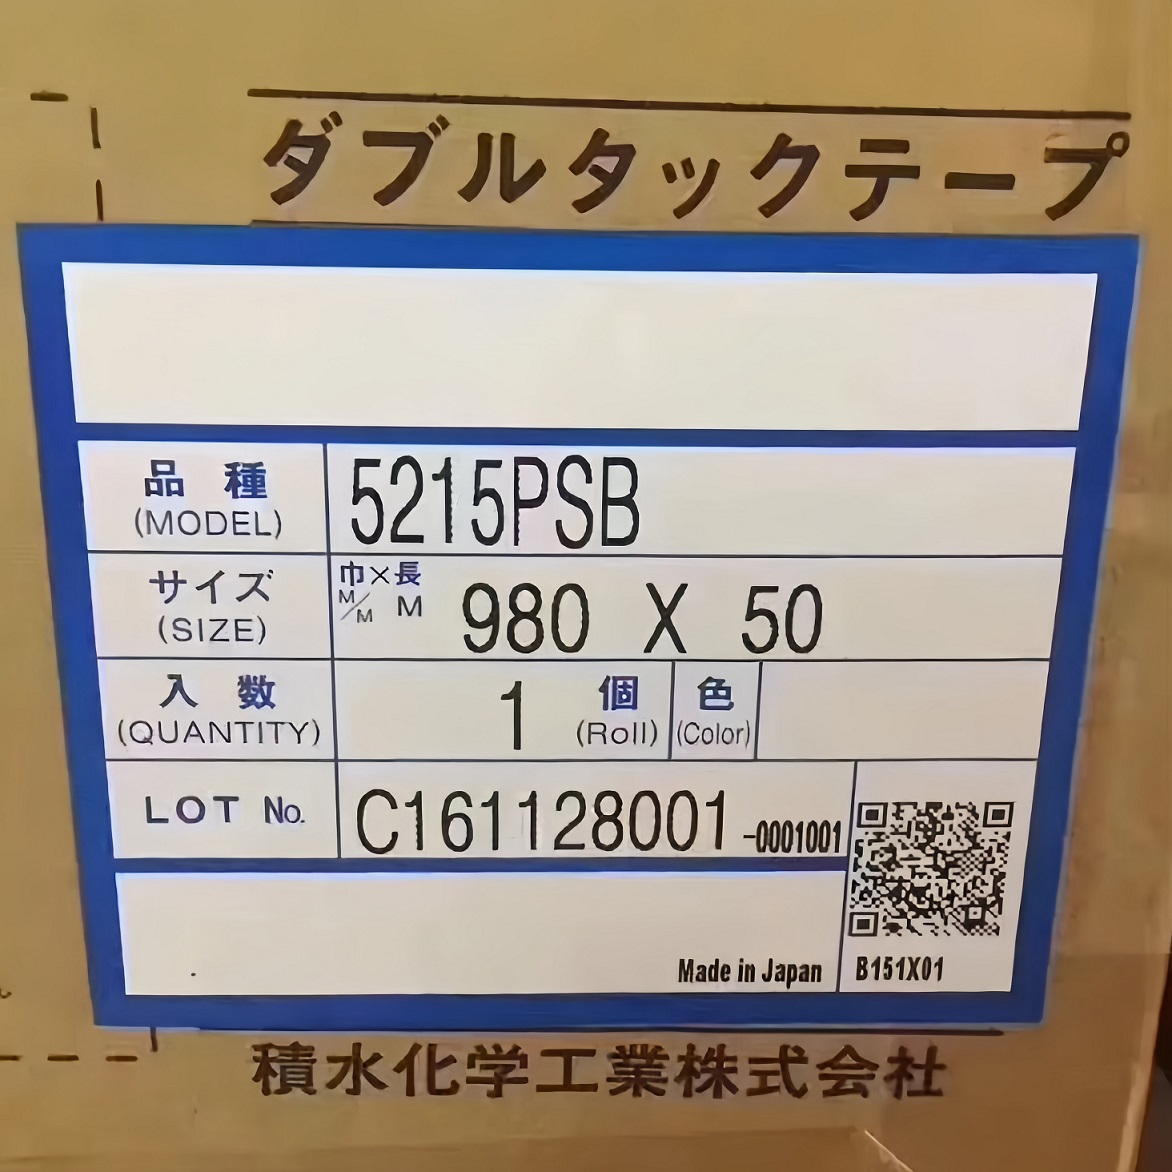 ダブルタックテープ
品種 5215PSB
(MODEL)
サイズ 巾×長 980 X 50
(SIZE) M/M M
入数 1 個 色
(QUANTITY) (Roll) (Color)
LOT No. C161128001 -0001001
Made in Japan B151X01
積水化学工業株式会社